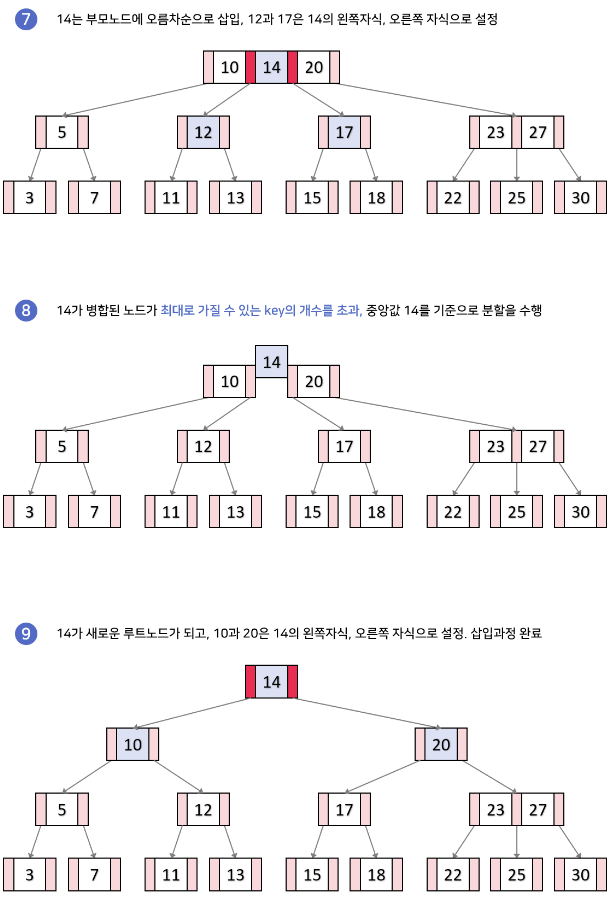 7 14는 부모노드에 오름차순으로 삽입, 12과 17은 14의 왼쪽자식, 오른쪽 자식으로 설정
10 14 20
5 12 17 23 27
3 7 11 13 15 18 22 25 30
8 14가 병합된 노드가 최대로 가질 수 있는 key의 개수를 초과, 중앙값 14를 기준으로 분할을 수행
14
10 20
5 12 17 23 27
3 7 11 13 15 18 22 25 30
9 14가 새로운 루트노드가 되고, 10과 20은 14의 왼쪽자식, 오른쪽 자식으로 설정. 삽입과정 완료
14
10 20
5 12 17 23 27
3 7 11 13 15 18 22 25 30